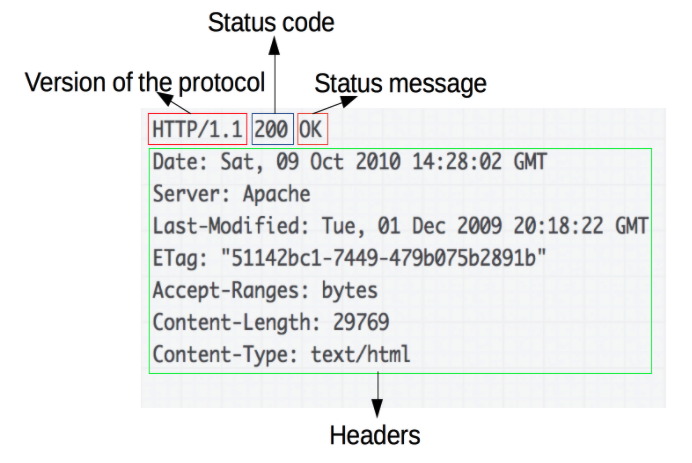 Status code
Version of the protocol
Status message
HTTP/1.1 200 OK
Date: Sat, 09 Oct 2010 14:28:02 GMT
Server: Apache
Last-Modified: Tue, 01 Dec 2009 20:18:22 GMT
ETag: "51142bc1-7449-479b075b2891b"
Accept-Ranges: bytes
Content-Length: 29769
Content-Type: text/html
Headers